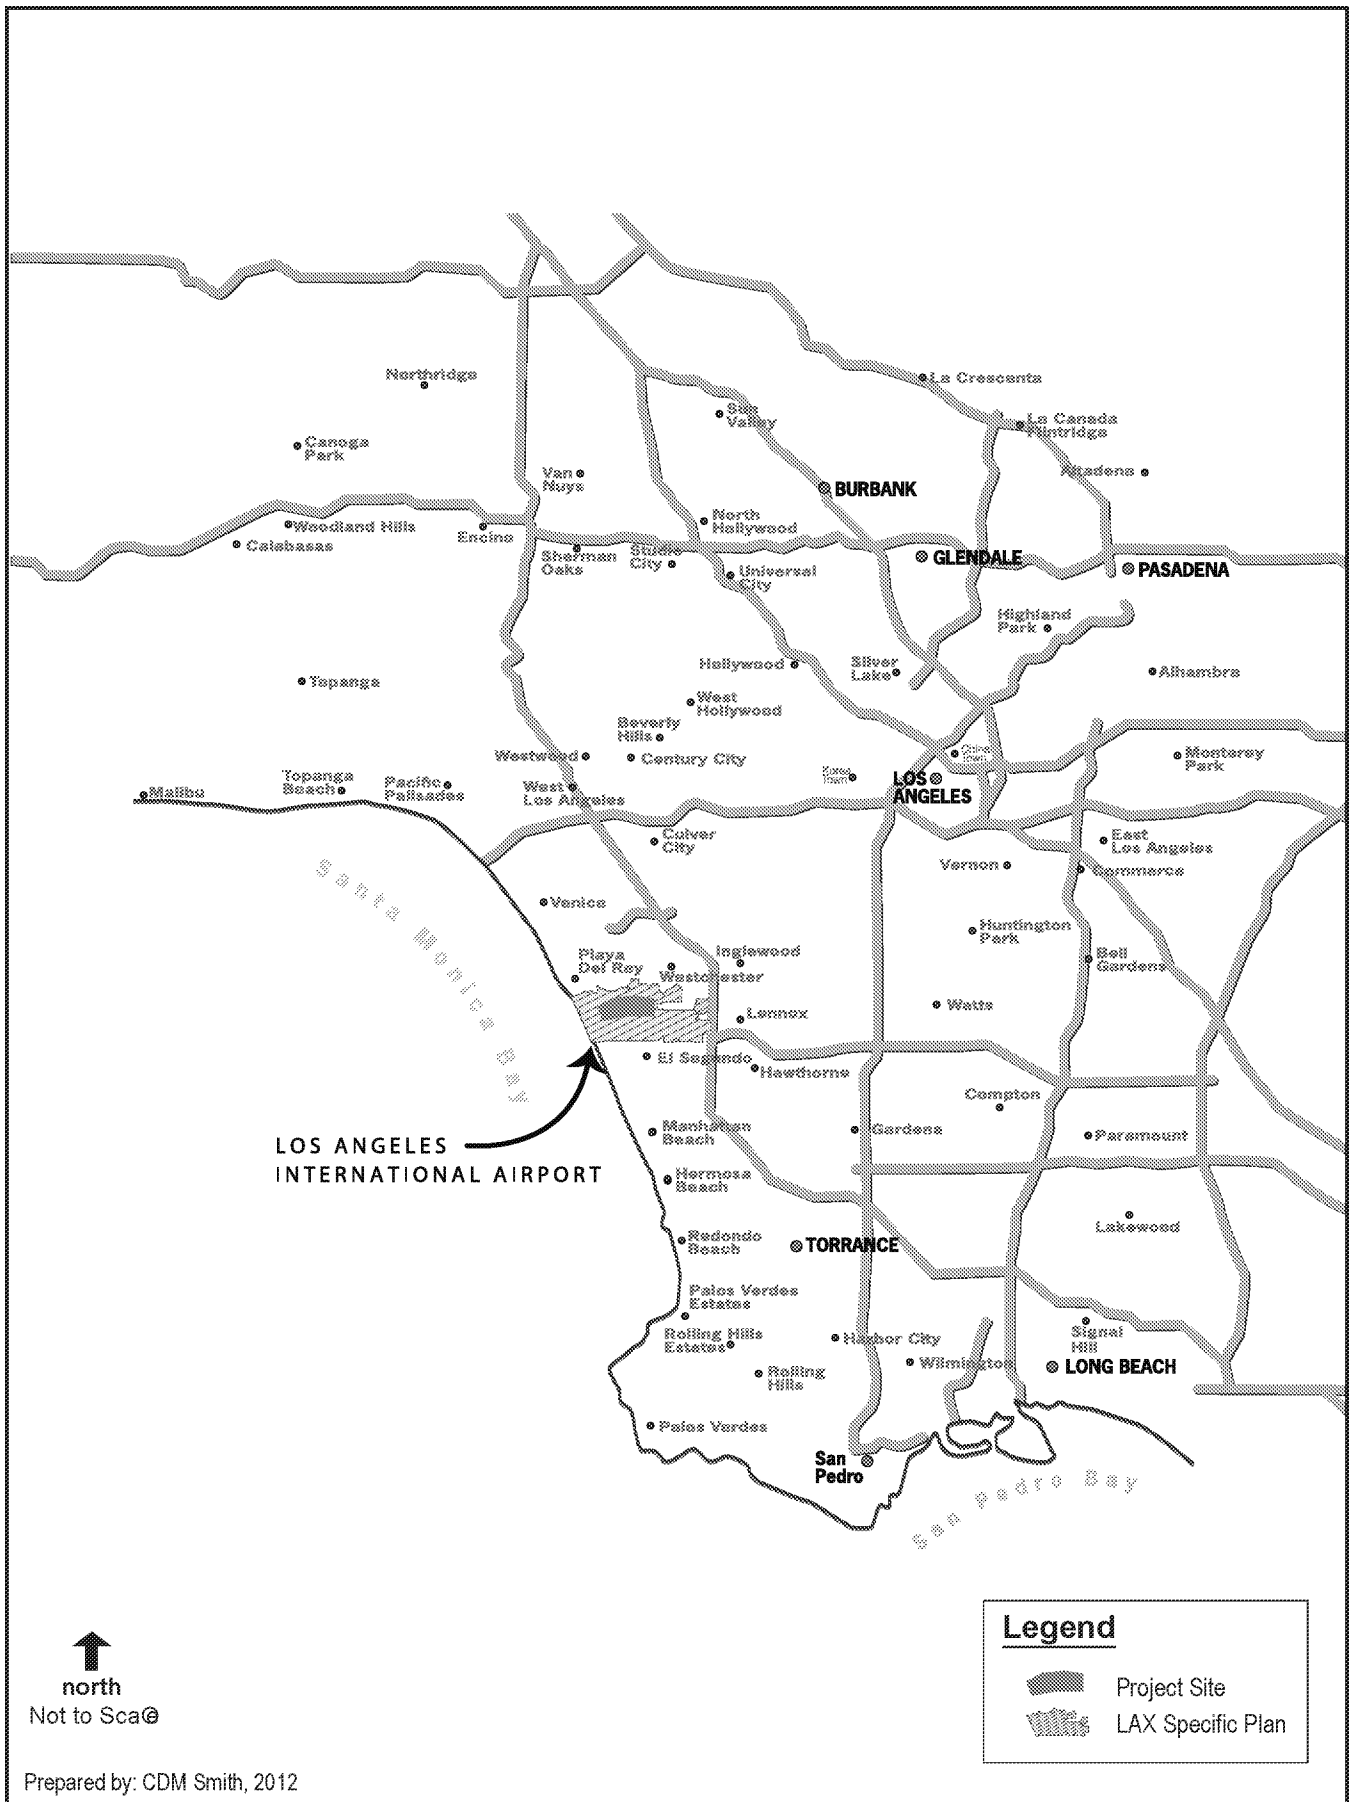 Northridge
La Crescenta
Sun
Valley
La Canada
Flintridge
Canoga
Park
Altadena
Van
Nuys
BURBANK
North
Hollywood
Woodland Hills
Encino
Calabasas
Sherman
Oaks
Studio
City
GLENDALE
Universal
City
PASADENA
Highland
Park
Hollywood
Silver
Lake
Alhambra
Topanga
West
Hollywood
Beverly
Hills
Westwood
Century City
China
Town
Monterey
Park
Korea
Town
LOS
ANGELES
Malibu
Topanga
Beach
Pacific
Palisades
West
Los Angeles
Culver
City
East
Los Angeles
Vernon
Commerce
Santa Monica Bay
Venice
Huntington
Park
Playa
Del Rey
Inglewood
Westchester
Bell
Gardens
Lennox
Watts
El Segundo
Hawthorne
Compton
LOS ANGELES
INTERNATIONAL AIRPORT
Manhattan
Beach
Gardena
Paramount
Hermosa
Beach
Lakewood
Redondo
Beach
TORRANCE
Palos Verdes
Estates
Rolling Hills
Estates
Harbor City
Signal
Hill
Rolling
Hills
Wilmington
LONG BEACH
Palos Verdes
San
Pedro
San Pedro Bay
Legend
Project Site
LAX Specific Plan
north
Not to Scale
Prepared by: CDM Smith, 2012